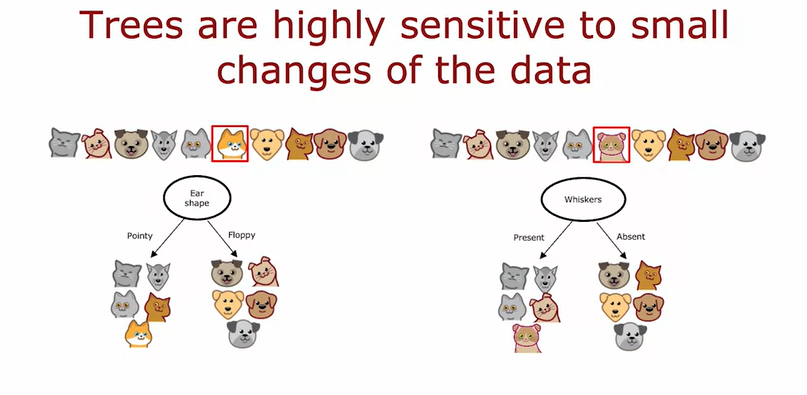 Trees are highly sensitive to small
changes of the data
Ear
shape
Pointy
Floppy
Whiskers
Present
Absent